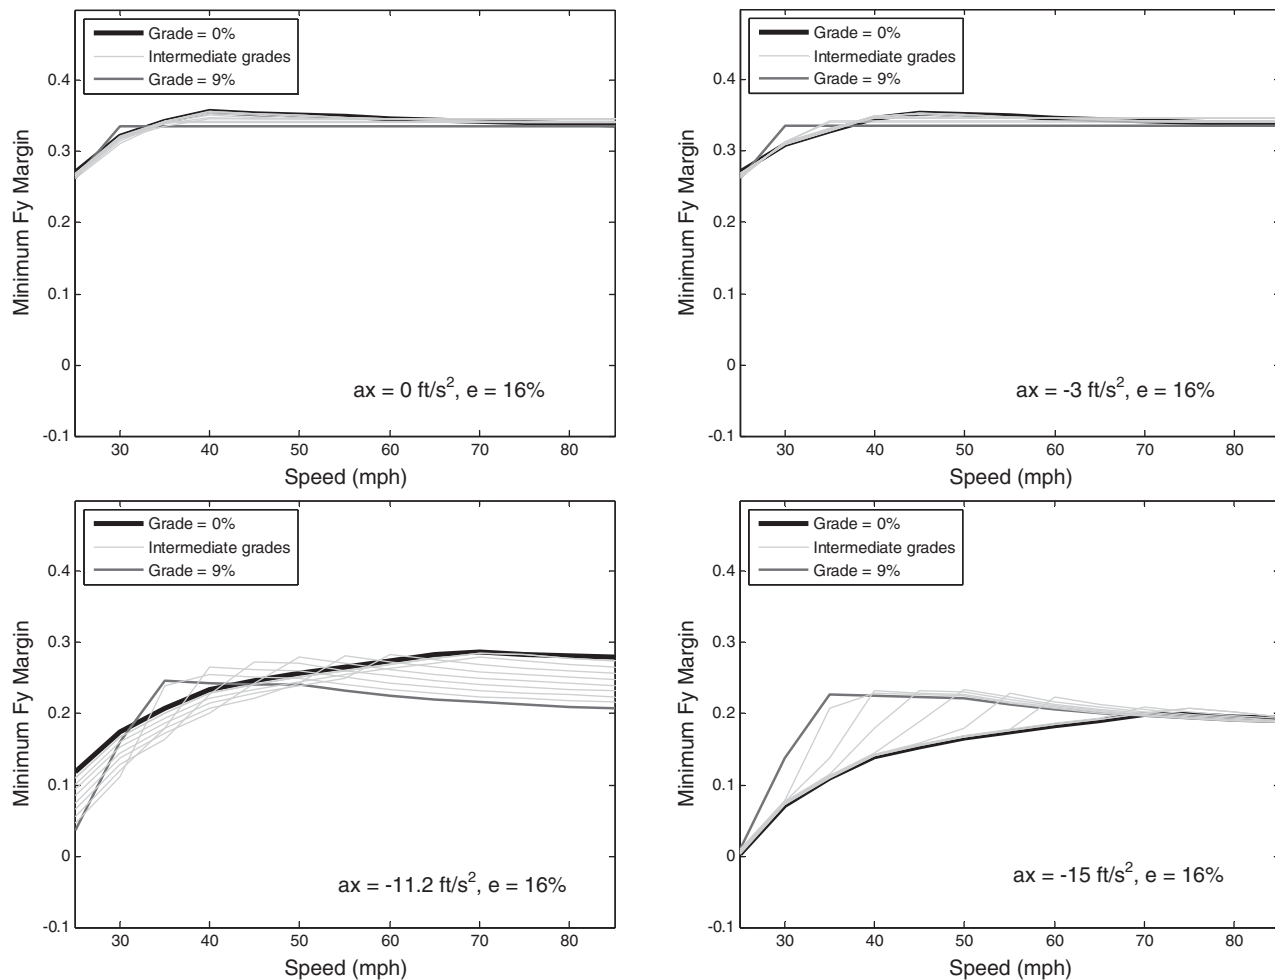 Grade = 0%
Intermediate grades
Grade = 9%
0.4
0.3
0.2
0.1
0
-0.1
Minimum Fy Margin
ax = 0 ft/s², e = 16%
30 40 50 60 70 80
Speed (mph)
Grade = 0%
Intermediate grades
Grade = 9%
0.4
0.3
0.2
0.1
0
-0.1
Minimum Fy Margin
ax = -3 ft/s², e = 16%
30 40 50 60 70 80
Speed (mph)
Grade = 0%
Intermediate grades
Grade = 9%
0.4
0.3
0.2
0.1
0
-0.1
Minimum Fy Margin
ax = -11.2 ft/s², e = 16%
30 40 50 60 70 80
Speed (mph)
Grade = 0%
Intermediate grades
Grade = 9%
0.4
0.3
0.2
0.1
0
-0.1
Minimum Fy Margin
ax = -15 ft/s², e = 16%
30 40 50 60 70 80
Speed (mph)